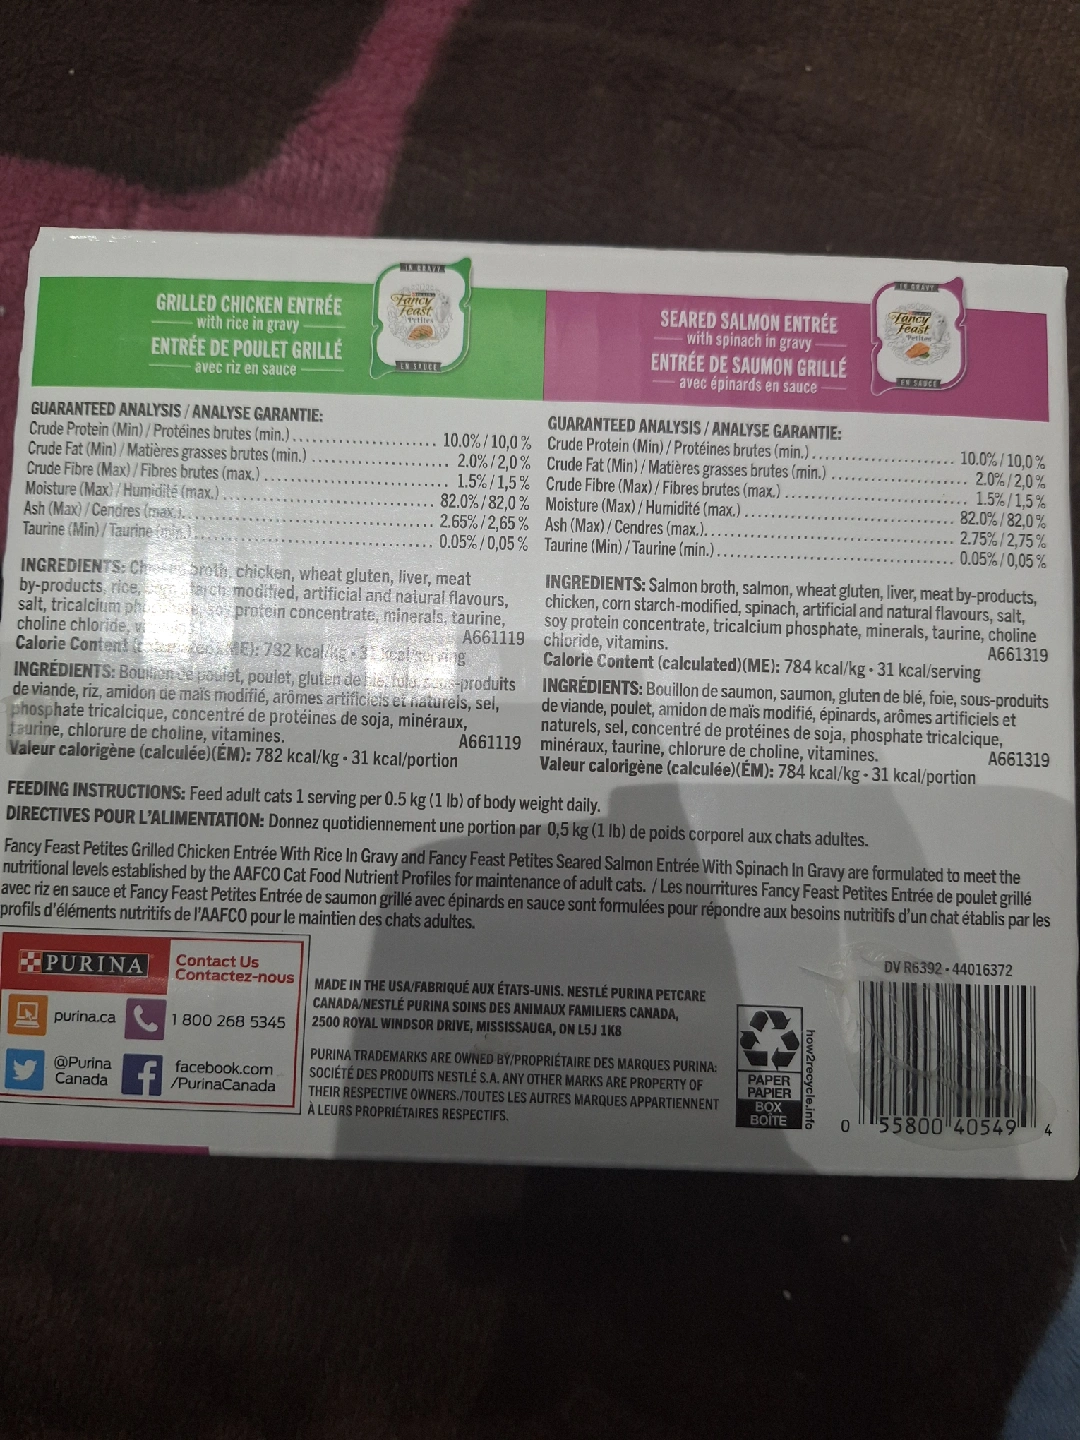 IN GRAVY
Fancy
Feast
Petites
EN SAUCE
GRILLED CHICKEN ENTRÉE
with rice in gravy
ENTRÉE DE POULET GRILLÉ
avec riz en sauce
GUARANTEED ANALYSIS / ANALYSE GARANTIE:
Crude Protein (Min) / Protéines brutes (min.) 10.0% / 10,0 %
Crude Fat (Min) / Matières grasses brutes (min.) 2.0% / 2,0 %
Crude Fibre (Max) / Fibres brutes (max.) 1.5% / 1,5 %
Moisture (Max) / Humidité (max.) 82.0% / 82,0 %
Ash (Max) / Cendres (max.) 2.65% / 2,65 %
Taurine (Min) / Taurine (min.) 0.05% / 0,05 %
INGREDIENTS: broth, chicken, wheat gluten, liver, meat
by-products, rice, modified, artificial and natural flavours,
salt, tricalcium protein concentrate, minerals, taurine,
choline chloride, A661119
Calorie Content 782 kcal/kg
INGRÉDIENTS: Bouillon de poulet, poulet, gluten de
de viande, riz, amidon de maïs modifié, arômes artificiels et naturels, sel,
phosphate tricalcique, concentré de protéines de soja, minéraux,
taurine, chlorure de choline, vitamines. A661119
Valeur calorigène (calculée)(ÉM): 782 kcal/kg • 31 kcal/portion
IN GRAVY
Fancy
Feast
Petites
EN SAUCE
SEARED SALMON ENTRÉE
with spinach in gravy
ENTRÉE DE SAUMON GRILLÉ
avec épinards en sauce
GUARANTEED ANALYSIS / ANALYSE GARANTIE:
Crude Protein (Min) / Protéines brutes (min.) 10.0% / 10,0 %
Crude Fat (Min) / Matières grasses brutes (min.) 2.0% / 2,0 %
Crude Fibre (Max) / Fibres brutes (max.) 1.5% / 1,5 %
Moisture (Max) / Humidité (max.) 82.0% / 82,0 %
Ash (Max) / Cendres (max.) 2.75% / 2,75 %
Taurine (Min) / Taurine (min.) 0.05% / 0,05 %
INGREDIENTS: Salmon broth, salmon, wheat gluten, liver, meat by-products,
chicken, corn starch-modified, spinach, artificial and natural flavours, salt,
soy protein concentrate, tricalcium phosphate, minerals, taurine, choline
chloride, vitamins. A661319
Calorie Content (calculated)(ME): 784 kcal/kg • 31 kcal/serving
INGRÉDIENTS: Bouillon de saumon, saumon, gluten de blé, foie, sous-produits
de viande, poulet, amidon de maïs modifié, épinards, arômes artificiels et
naturels, sel, concentré de protéines de soja, phosphate tricalcique,
minéraux, taurine, chlorure de choline, vitamines. A661319
Valeur calorigène (calculée)(ÉM): 784 kcal/kg • 31 kcal/portion
FEEDING INSTRUCTIONS: Feed adult cats 1 serving per 0.5 kg (1 lb) of body weight daily.
DIRECTIVES POUR L'ALIMENTATION: Donnez quotidiennement une portion par 0,5 kg (1 lb) de poids corporel aux chats adultes.
Fancy Feast Petites Grilled Chicken Entrée With Rice In Gravy and Fancy Feast Petites Seared Salmon Entrée With Spinach In Gravy are formulated to meet the
nutritional levels established by the AAFCO Cat Food Nutrient Profiles for maintenance of adult cats. / Les nourritures Fancy Feast Petites Entrée de poulet grillé
avec riz en sauce et Fancy Feast Petites Entrée de saumon grillé avec épinards en sauce sont formulées pour répondre aux besoins nutritifs d'un chat établis par les
profils d'éléments nutritifs de l'AAFCO pour le maintien des chats adultes.
PURINA
Contact Us
Contactez-nous
purina.ca
1 800 268 5345
@Purina
Canada
facebook.com
/PurinaCanada
MADE IN THE USA/FABRIQUÉ AUX ÉTATS-UNIS. NESTLÉ PURINA PETCARE
CANADA/NESTLÉ PURINA SOINS DES ANIMAUX FAMILIERS CANADA,
2500 ROYAL WINDSOR DRIVE, MISSISSAUGA, ON L5J 1K8
PURINA TRADEMARKS ARE OWNED BY/PROPRIÉTAIRE DES MARQUES PURINA:
SOCIÉTÉ DES PRODUITS NESTLÉ S.A. ANY OTHER MARKS ARE PROPERTY OF
THEIR RESPECTIVE OWNERS./TOUTES LES AUTRES MARQUES APPARTIENNENT
À LEURS PROPRIÉTAIRES RESPECTIFS.
PAPER
PAPIER
BOX
BOÎTE
how2recycle.info
DV R6392 - 44016372
0 55800 40549 4